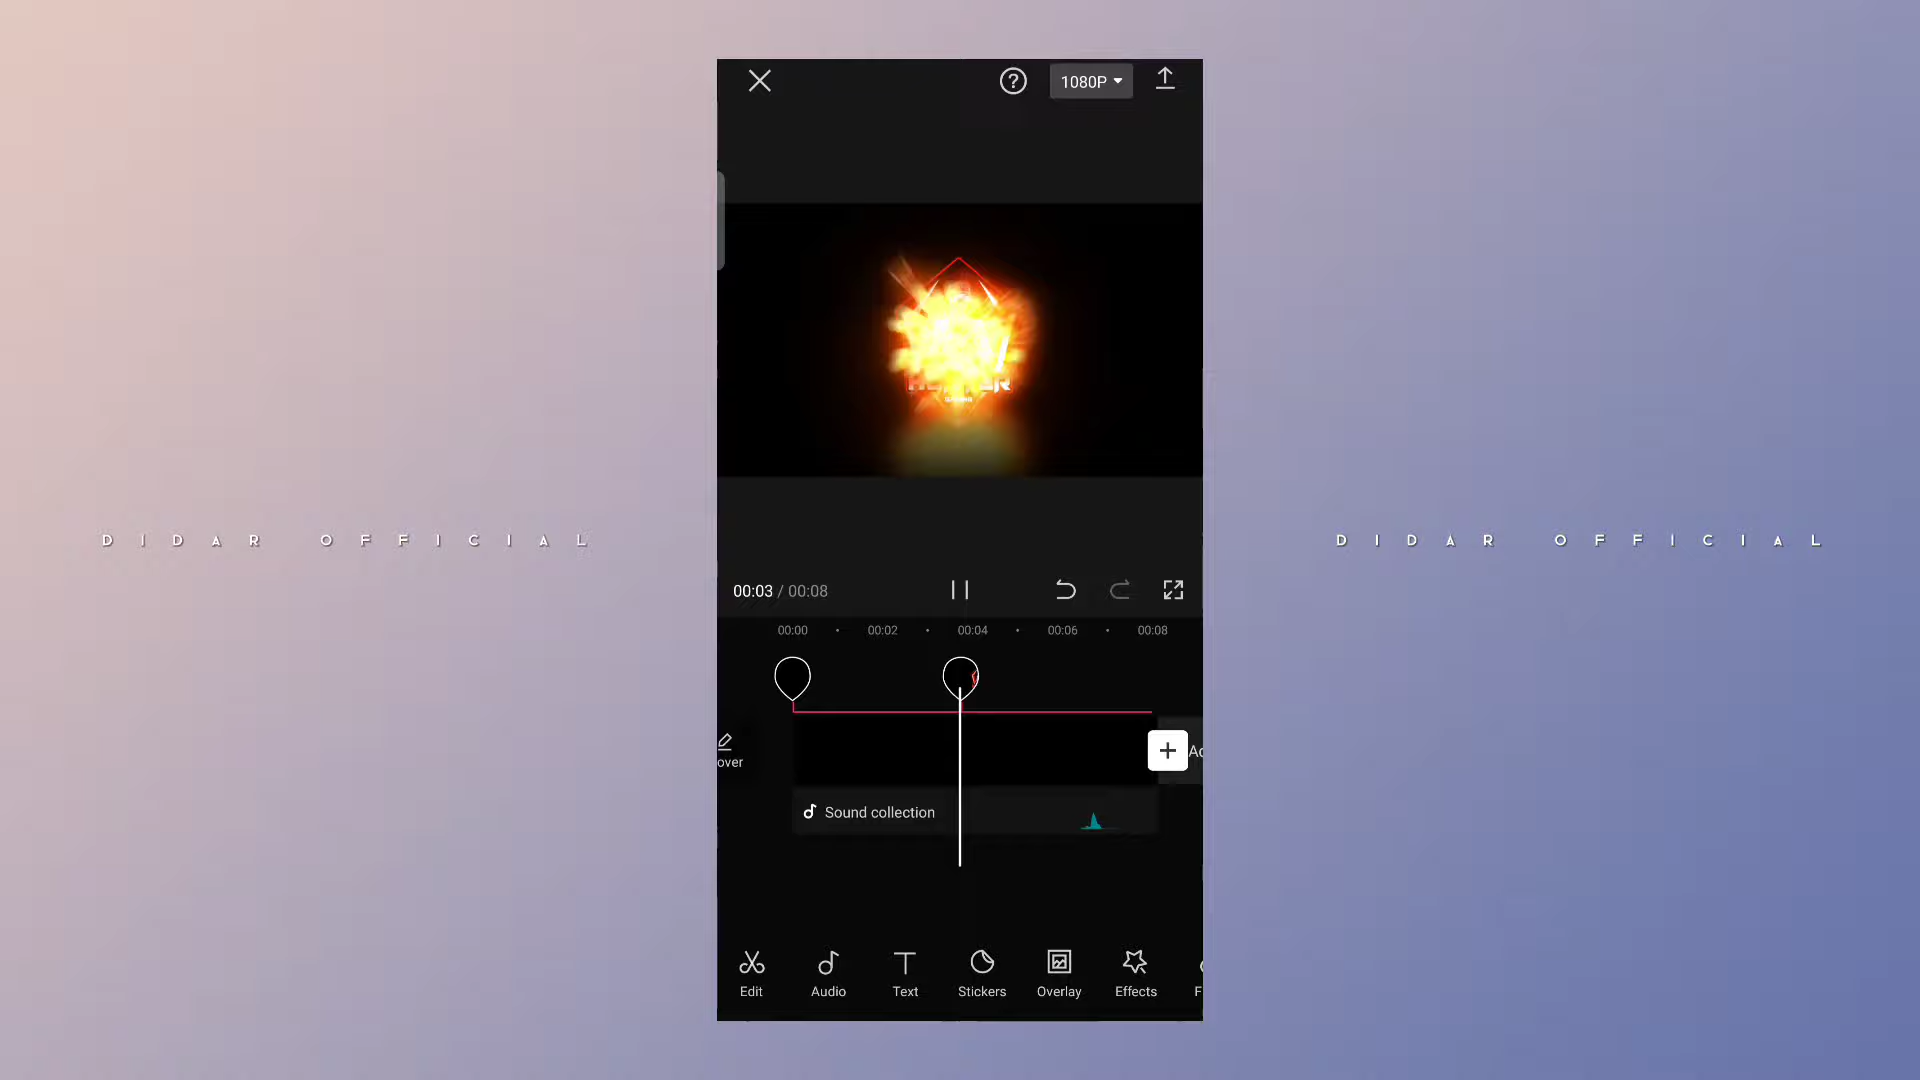 1080P
DIDAR OFFICIAL
DIDAR OFFICIAL
00:03 / 00:08
00:00 00:02 00:04 00:06 00:08
over
Sound collection
Edit Audio Text Stickers Overlay Effects